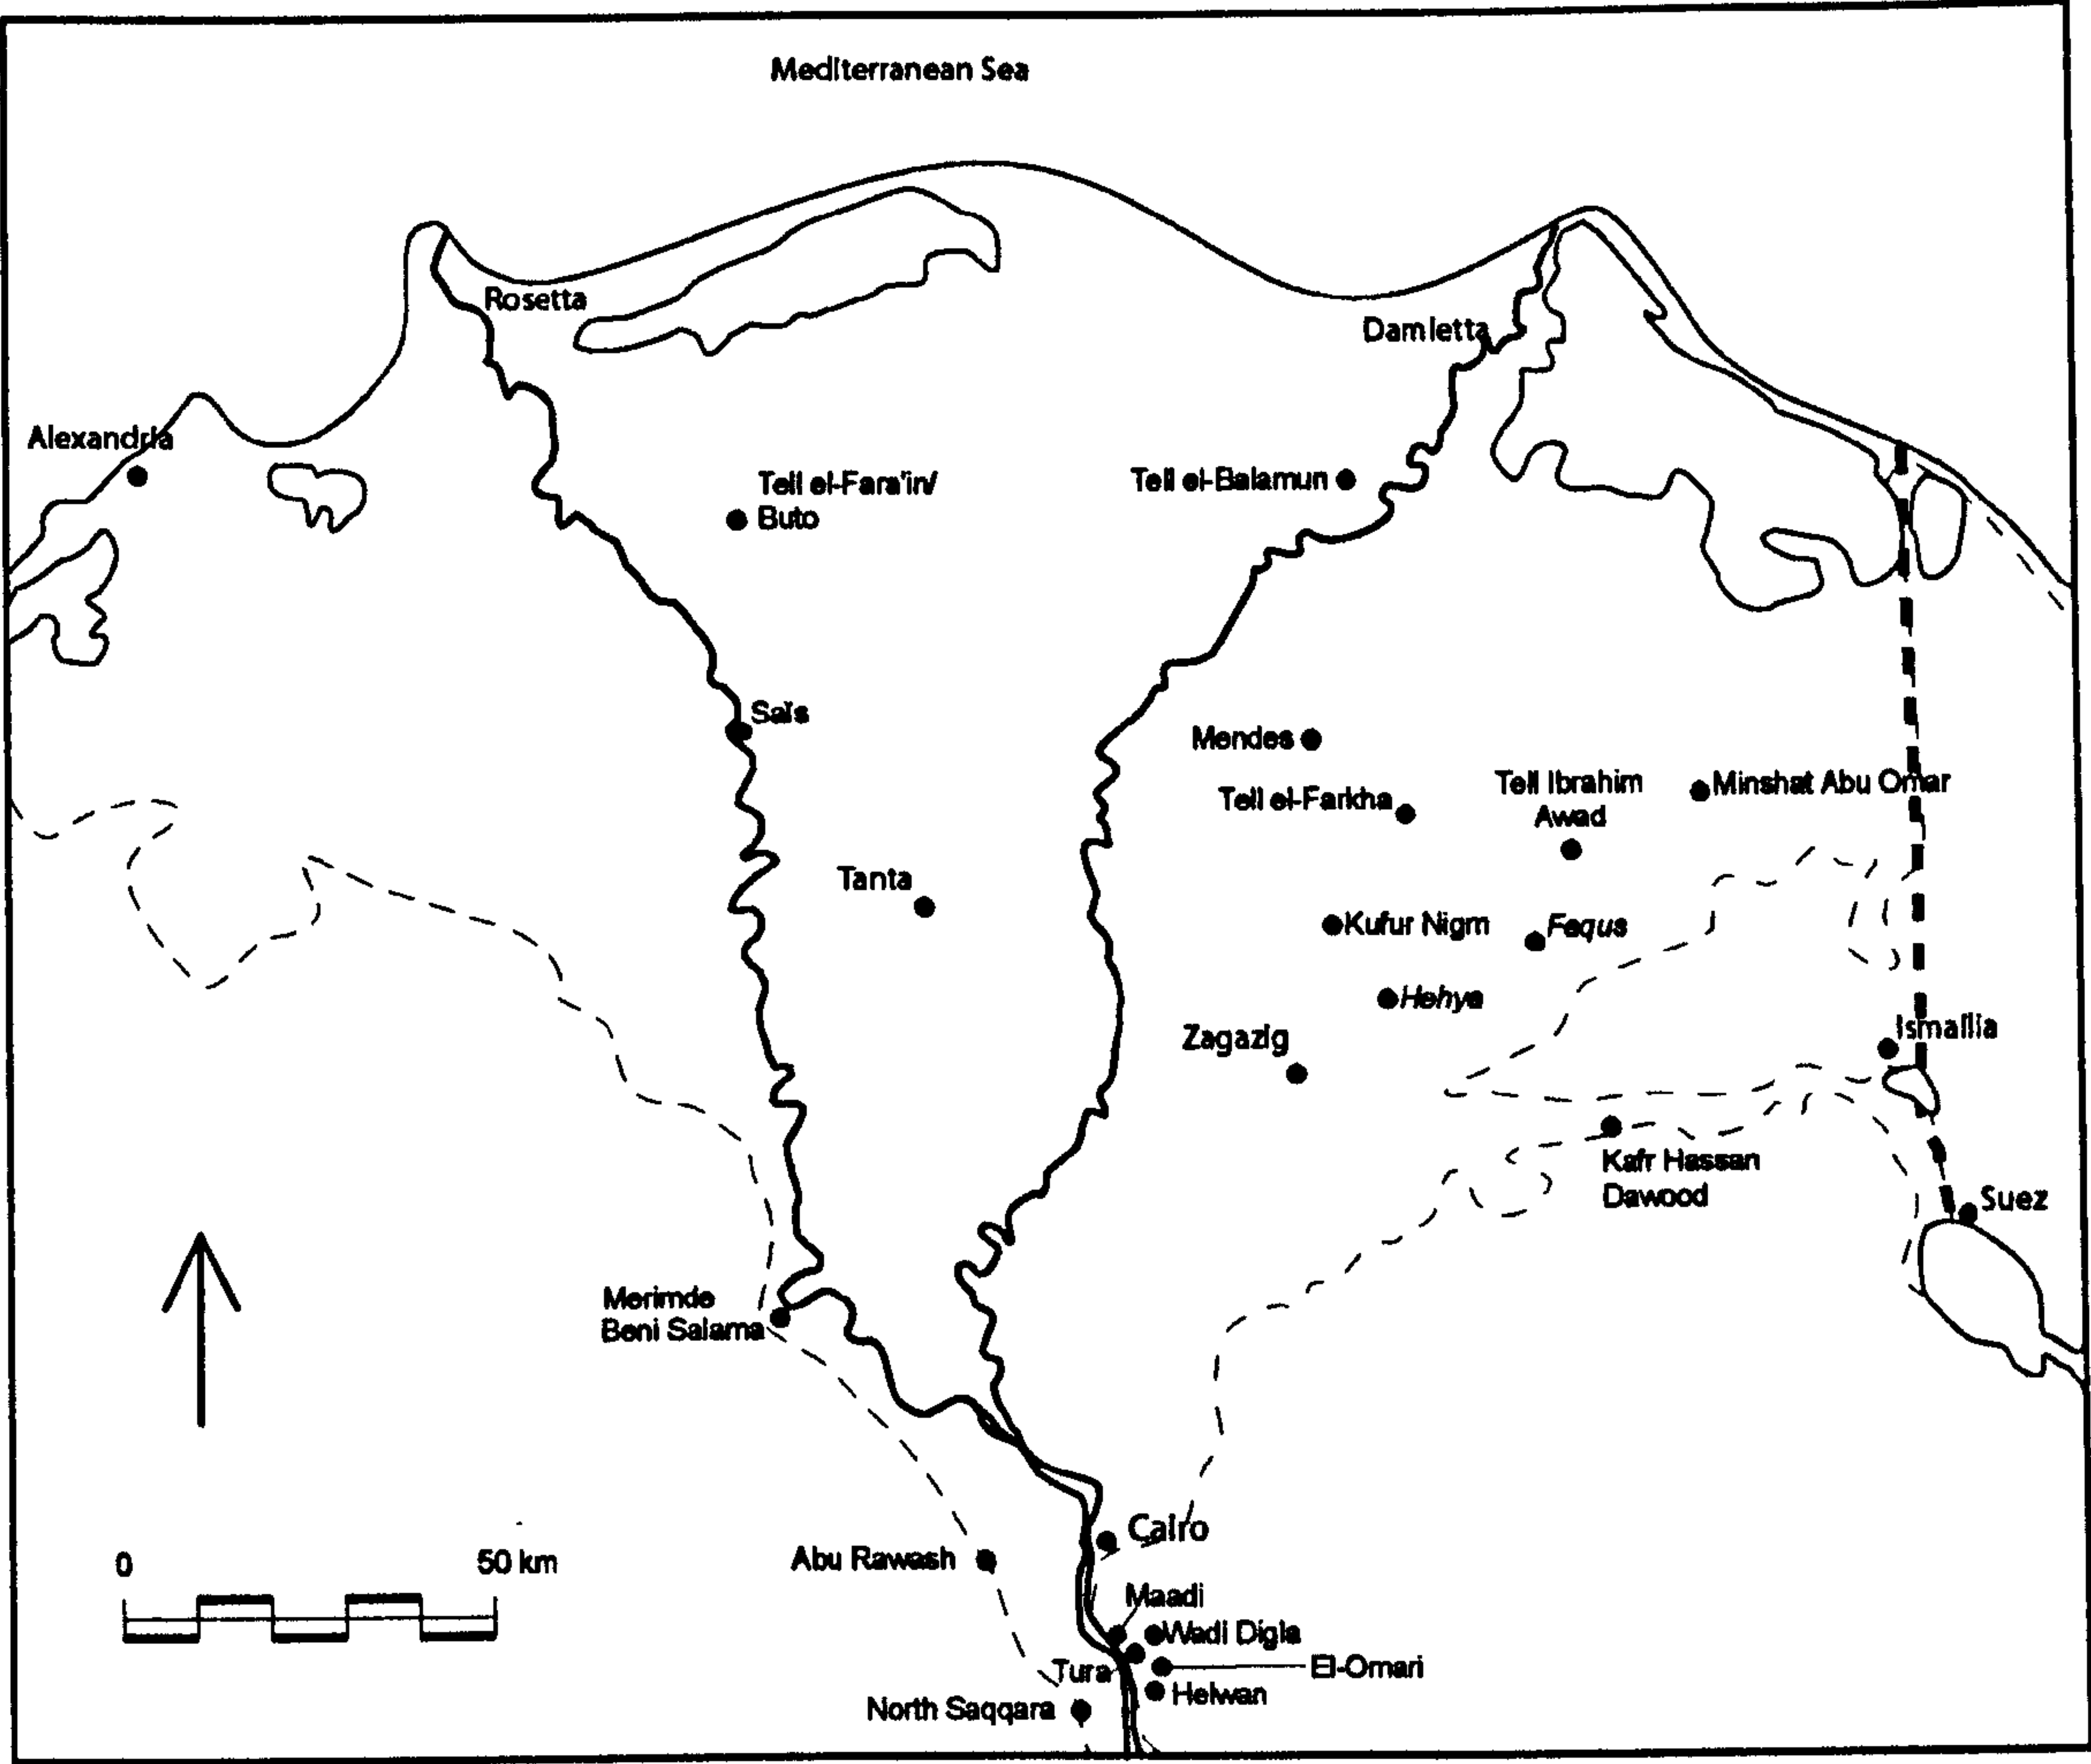 Mediterranean Sea
Rosetta
Damietta
Alexandria
Tell el-Fara'in/
Buto
Tell el-Balamun
Saïs
Mendes
Tell el-Farkha
Tell Ibrahim
Awad
Minshat Abu Omar
Tanta
Kufur Nigm
Faqus
Hehya
Zagazig
Ismailia
Kafr Hassan
Dawood
Suez
Merimde
Beni Salama
Cairo
Abu Rawash
0
50 km
Maadi
Wadi Digla
Tura
El-Omari
Helwan
North Saqqara